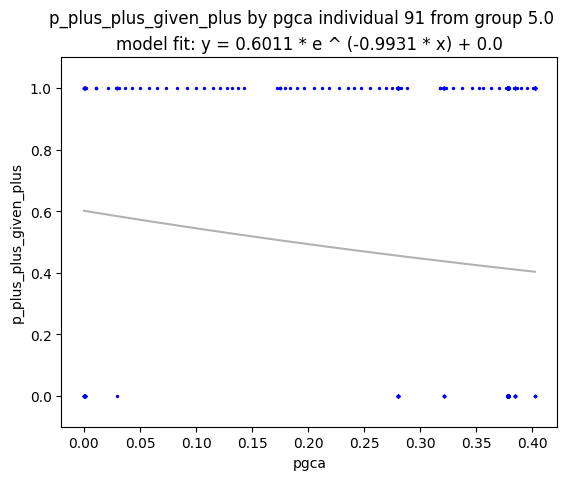 p_plus_plus_given_plus by pgca individual 91 from group 5.0
model fit: y = 0.6011 * e ^ (-0.9931 * x) + 0.0
1.0
0.8
0.6
0.4
0.2
0.0
p_plus_plus_given_plus
0.00 0.05 0.10 0.15 0.20 0.25 0.30 0.35 0.40
pgca